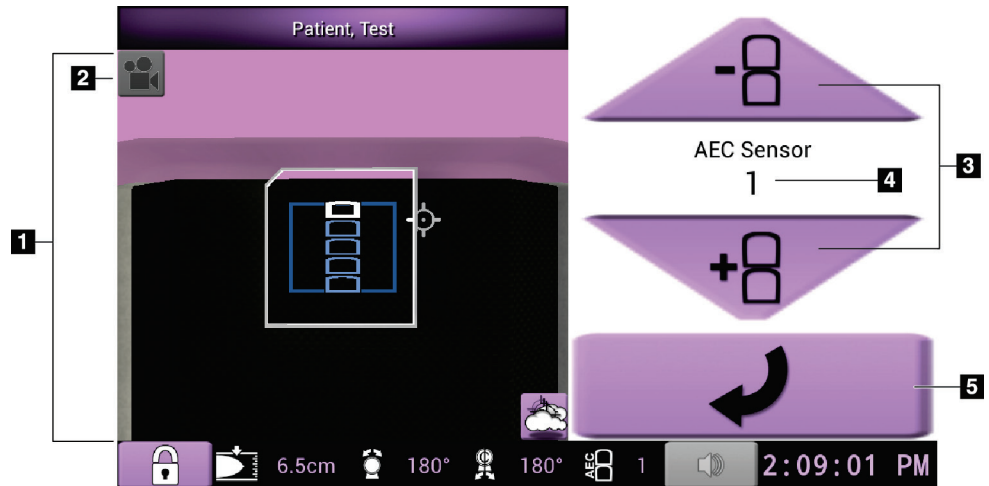 Patient, Test
2
-
AEC Sensor
1
4
3
1
+
5
6.5cm
180°
180°
AEC
1
2:09:01 PM